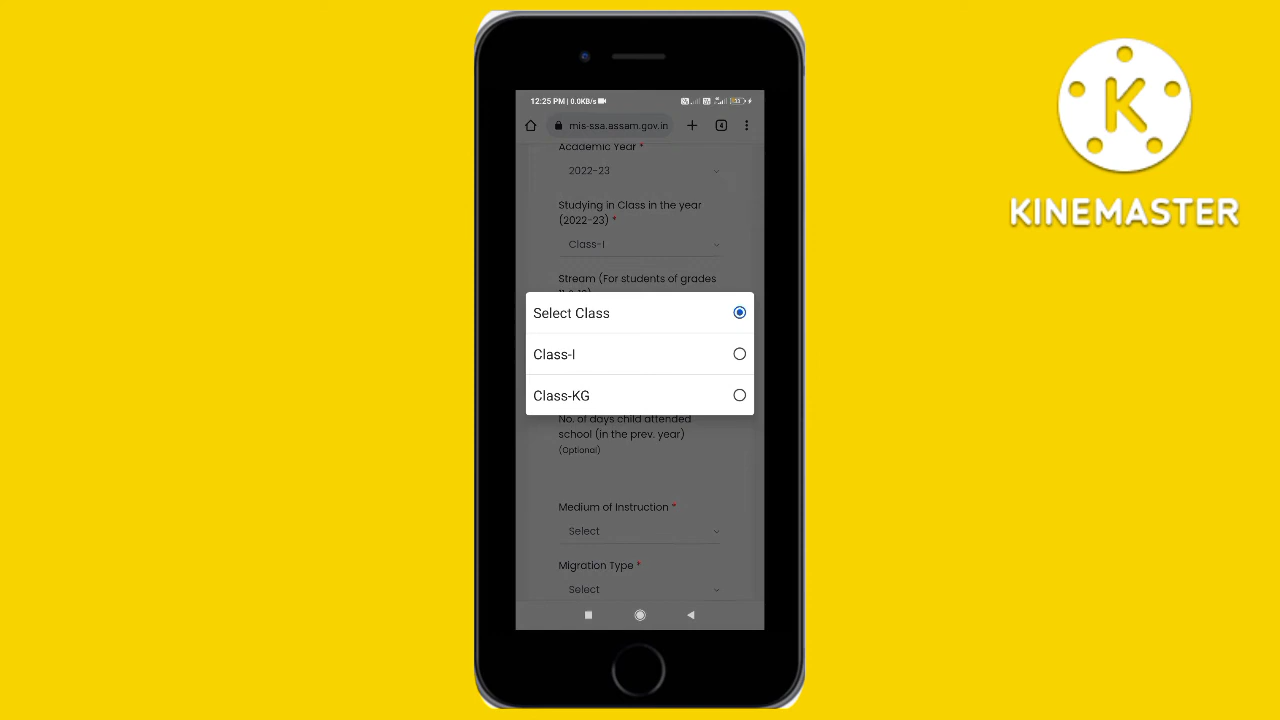 12:25 PM | 0.0KB/s
mis-ssa.assam.gov.in
4
Academic Year *
2022-23
Studying in Class in the year
(2022-23) *
Class-I
Stream (For students of grades
Select Class
Class-I
Class-KG
No. of days child attended
school (in the prev. year)
(Optional)
Medium of Instruction *
Select
Migration Type *
Select
K
KINEMASTER